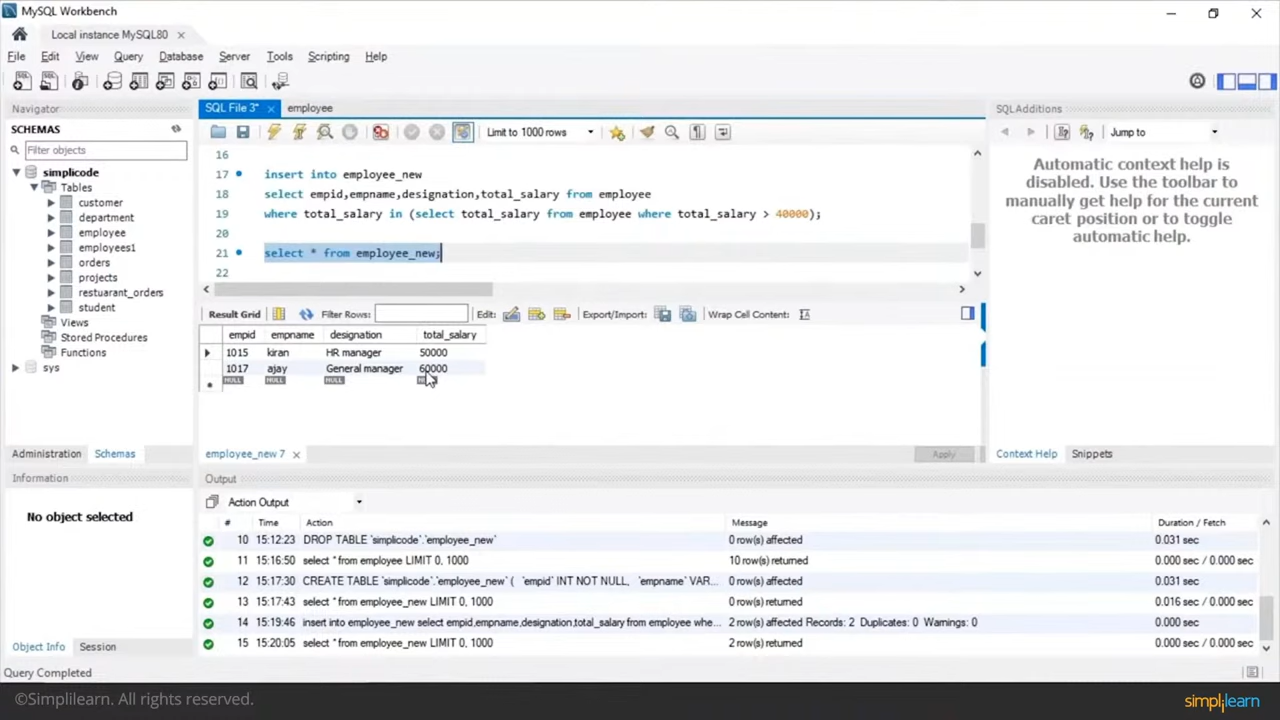 MySQL Workbench
Local instance MySQL80
File Edit View Query Database Server Tools Scripting Help
Navigator
SCHEMAS
Filter objects
simplicode
Tables
customer
department
employee
employees1
orders
projects
restuarant_orders
student
Views
Stored Procedures
Functions
sys
Administration Schemas
Information
No object selected
Object Info Session
Query Completed
SQL File 3* employee
Limit to 1000 rows
16
17 insert into employee_new
18 select empid,empname,designation,total_salary from employee
19 where total_salary in (select total_salary from employee where total_salary > 40000);
20
21 select * from employee_new;
22
Result Grid Filter Rows: Edit: Export/Import: Wrap Cell Content:
empid empname designation total_salary
1015 kiran HR manager 50000
1017 ajay General manager 60000
NULL NULL NULL
employee_new 7
Apply
SQLAdditions
Jump to
Automatic context help is
disabled. Use the toolbar to
manually get help for the current
caret position or to toggle
automatic help.
Context Help Snippets
Output
Action Output
# Time Action Message Duration / Fetch
10 15:12:23 DROP TABLE `simplicode`.`employee_new` 0 row(s) affected 0.031 sec
11 15:16:50 select * from employee LIMIT 0, 1000 10 row(s) returned 0.000 sec / 0.000 sec
12 15:17:30 CREATE TABLE `simplicode`.`employee_new` ( `empid` INT NOT NULL, `empname` VAR... 0 row(s) affected 0.031 sec
13 15:17:43 select * from employee_new LIMIT 0, 1000 0 row(s) returned 0.016 sec / 0.000 sec
14 15:19:46 insert into employee_new select empid,empname,designation,total_salary from employee whe... 2 row(s) affected Records: 2 Duplicates: 0 Warnings: 0 0.000 sec
15 15:20:05 select * from employee_new LIMIT 0, 1000 2 row(s) returned 0.000 sec / 0.000 sec
©Simplilearn. All rights reserved.
simplilearn